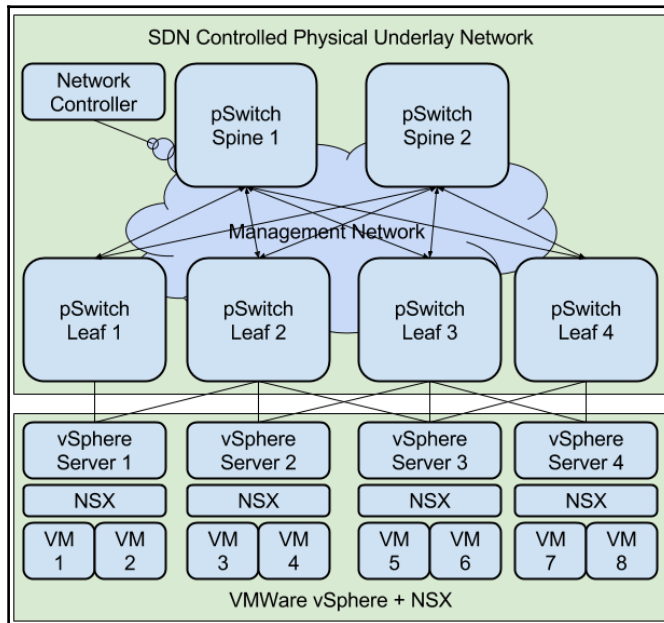 SDN Controlled Physical Underlay Network
Network
Controller
pSwitch
Spine 1
pSwitch
Spine 2
Management Network
pSwitch
Leaf 1
pSwitch
Leaf 2
pSwitch
Leaf 3
pSwitch
Leaf 4
vSphere
Server 1
vSphere
Server 2
vSphere
Server 3
vSphere
Server 4
NSX
NSX
NSX
NSX
VM
1
VM
2
VM
3
VM
4
VM
5
VM
6
VM
7
VM
8
VMWare vSphere + NSX